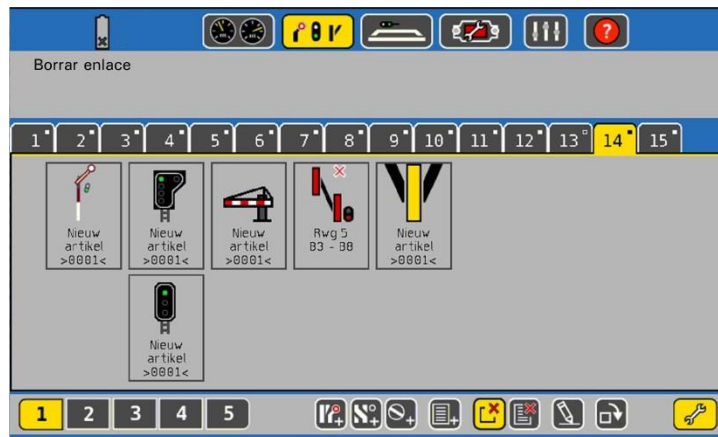 ?
Borrar enlace
1 2 3 4 5 6 7 8 9 10 11 12 13 14 15
Nieuw
artikel
>0001<
Nieuw
artikel
>0001<
Nieuw
artikel
>0001<
Rwg 5
B3 - B8
Nieuw
artikel
>0001<
Nieuw
artikel
>0001<
1 2 3 4 5